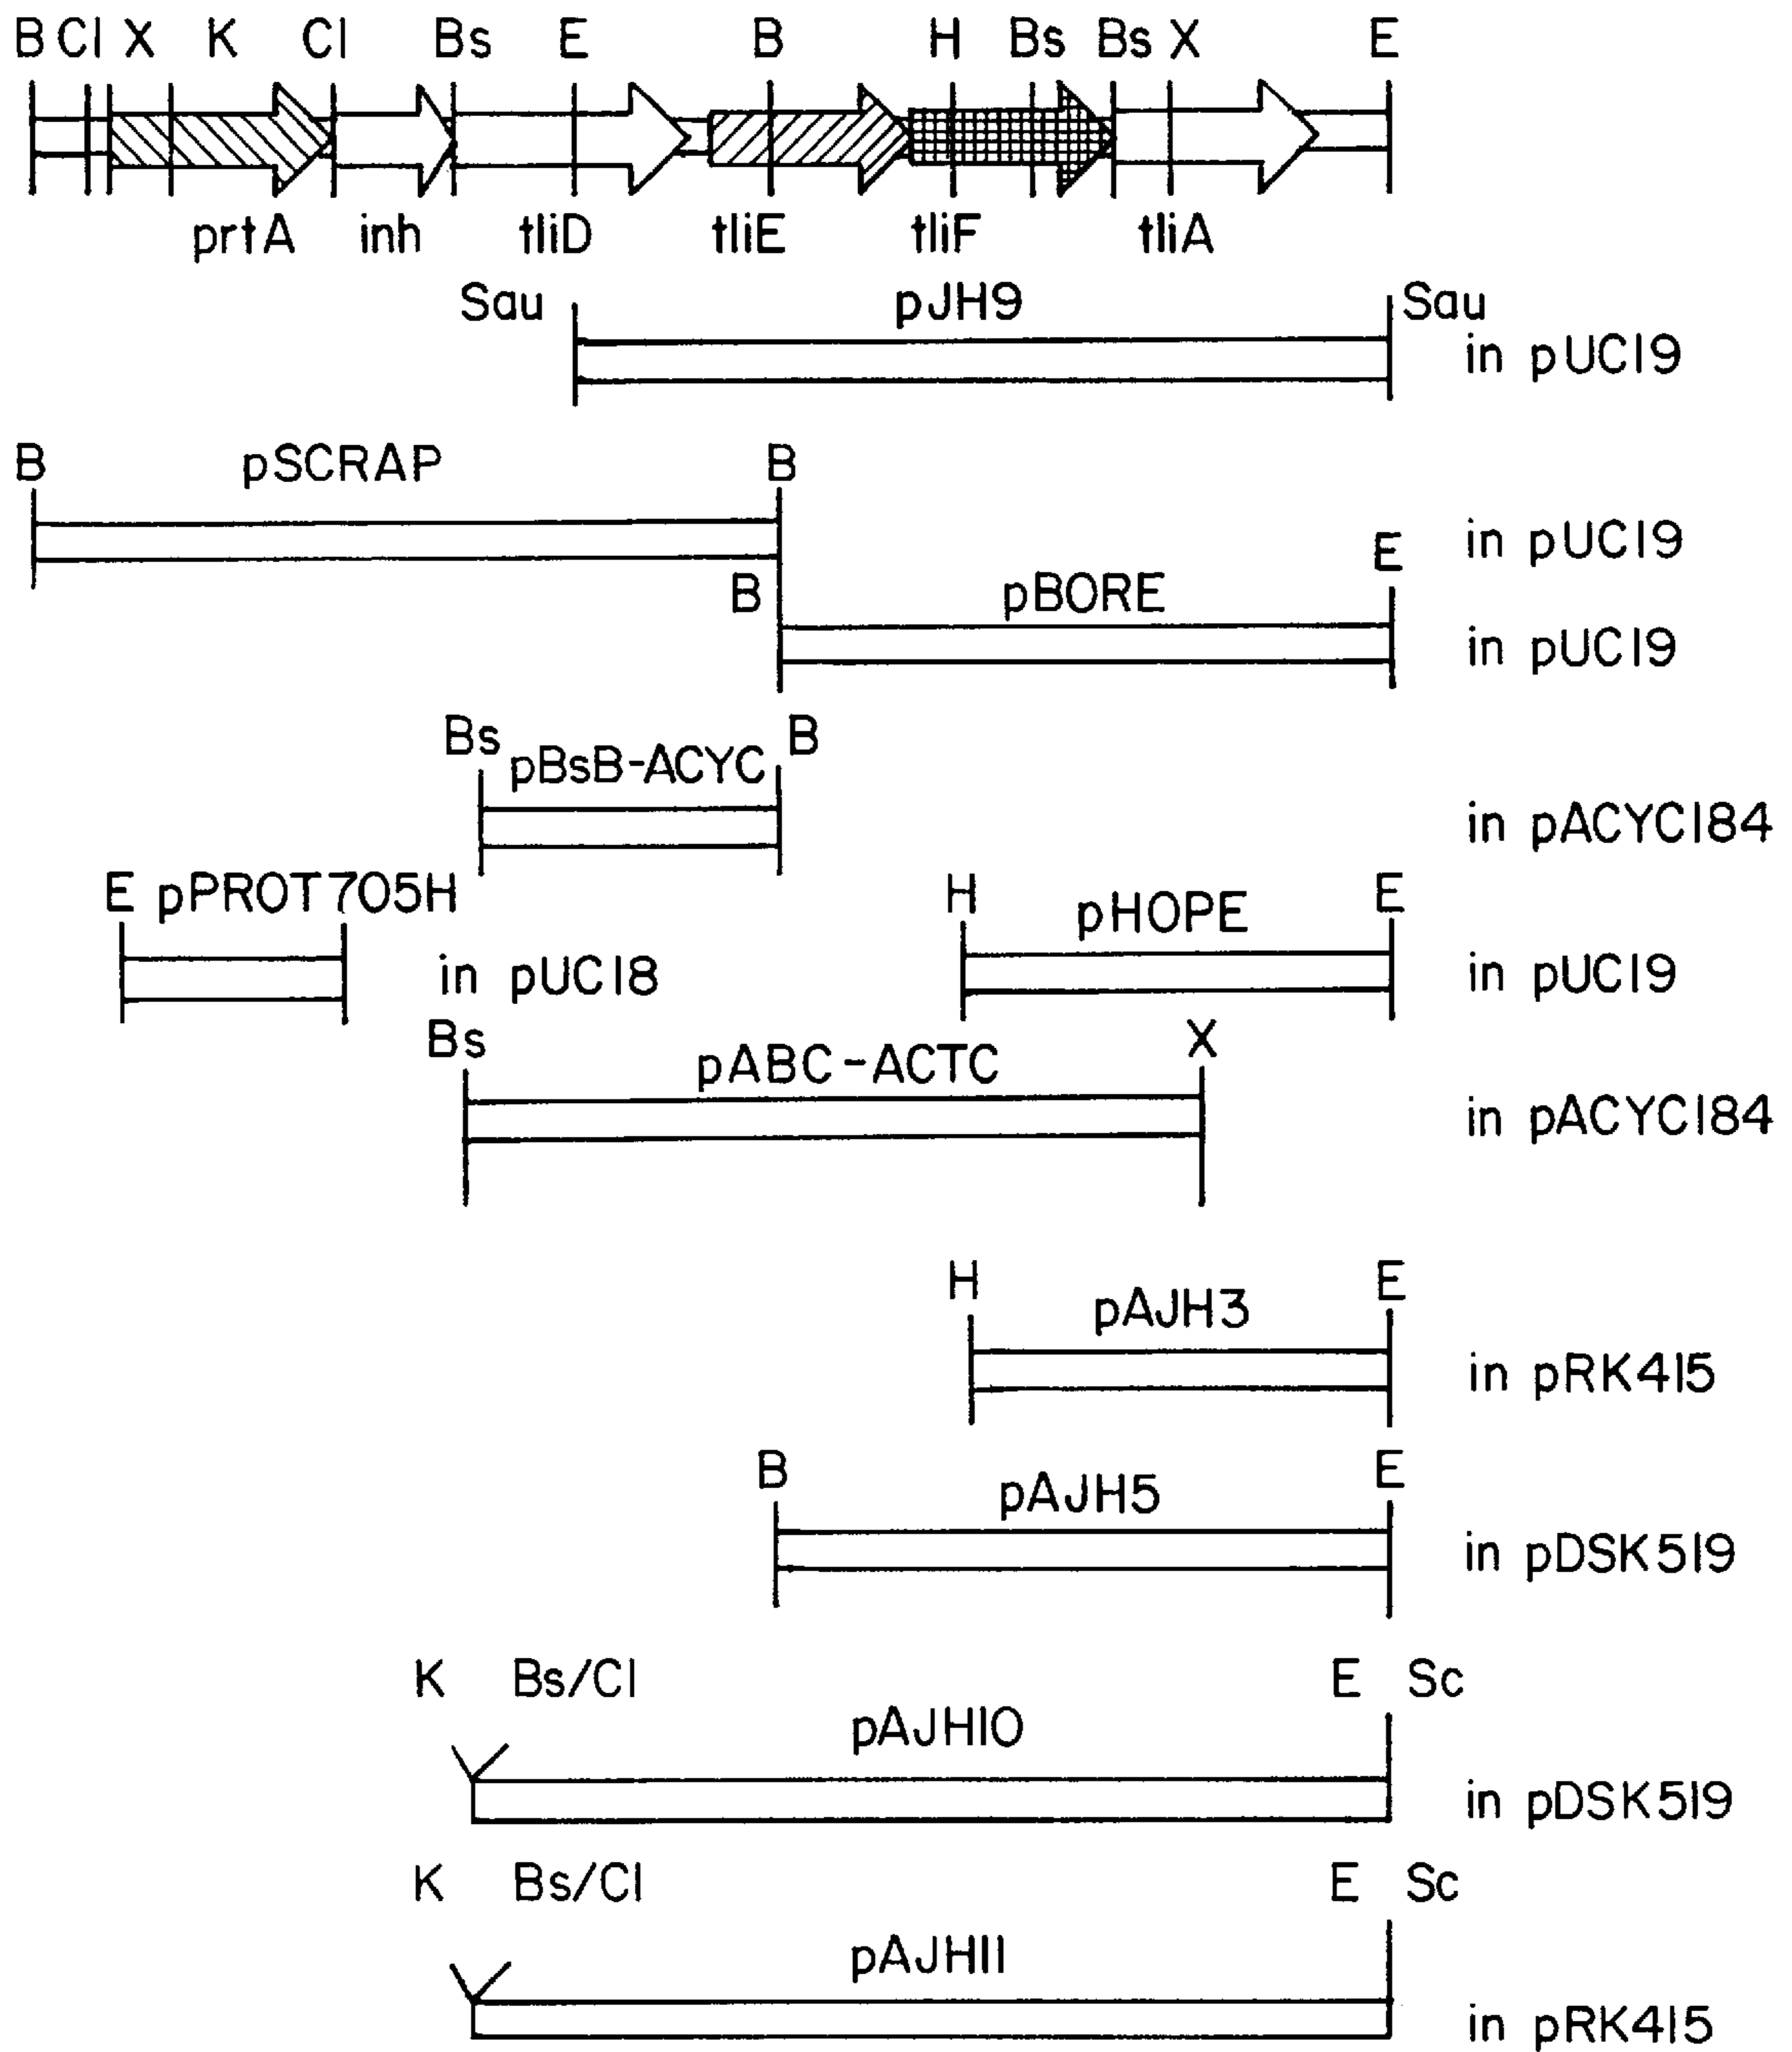 B Cl X K Cl Bs E B H Bs Bs X E
prtA inh tliD tliE tliF tliA
Sau pJH9 Sau
in pUC19
B pSCRAP B
in pUC19
B pBORE E
in pUC19
Bs pBsB-ACYC B
in pACYC184
E pPROT705H H pHOPE E
in pUC18 in pUC19
Bs pABC-ACTC X
in pACYC184
H pAJH3 E
in pRK415
B pAJH5 E
in pDSK519
K Bs/Cl E Sc
pAJH10
in pDSK519
K Bs/Cl E Sc
pAJH11
in pRK415